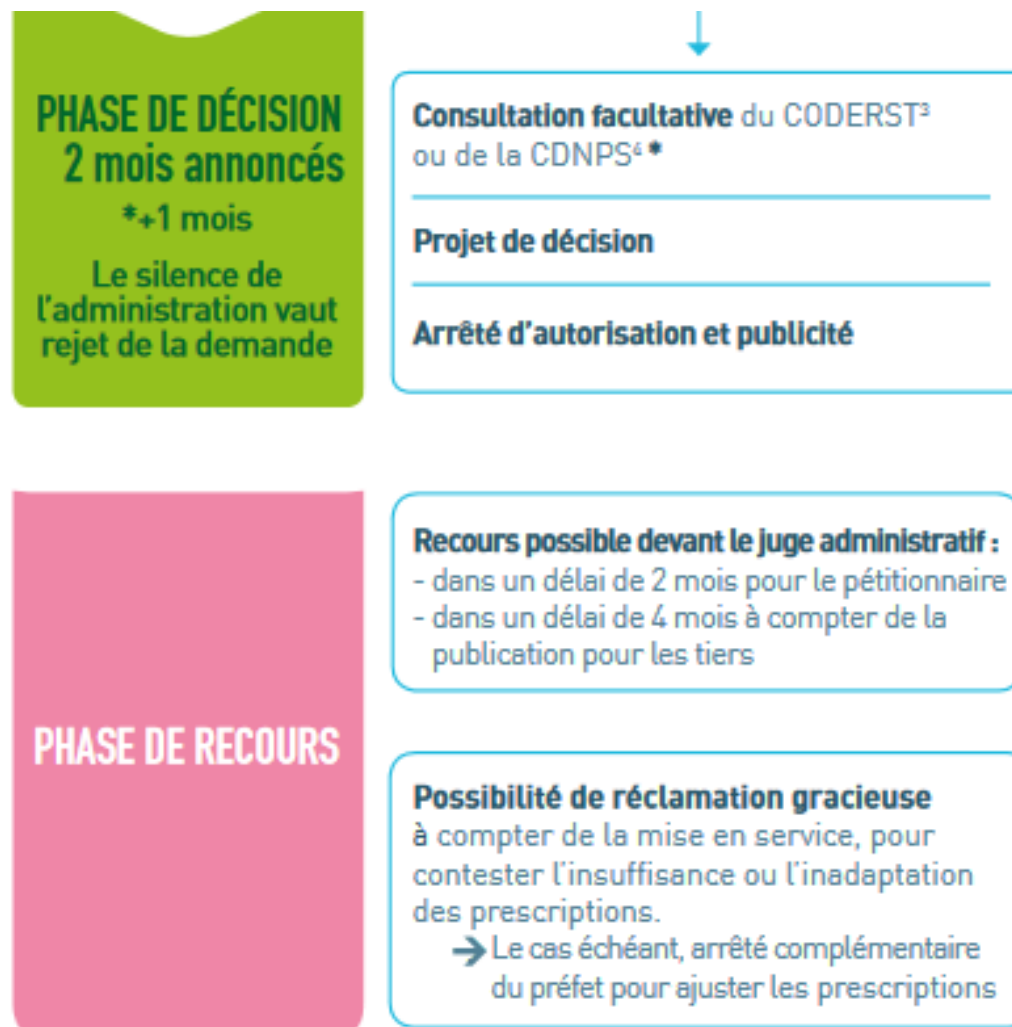 PHASE DE DÉCISION
2 mois annoncés
*+1 mois
Le silence de
l'administration vaut
rejet de la demande
Consultation facultative du CODERST³
ou de la CDNPS⁴ *
Projet de décision
Arrêté d'autorisation et publicité
PHASE DE RECOURS
Recours possible devant le juge administratif :
- dans un délai de 2 mois pour le pétitionnaire
- dans un délai de 4 mois à compter de la
publication pour les tiers
Possibilité de réclamation gracieuse
à compter de la mise en service, pour
contester l'insuffisance ou l'inadaptation
des prescriptions.
→ Le cas échéant, arrêté complémentaire
du préfet pour ajuster les prescriptions